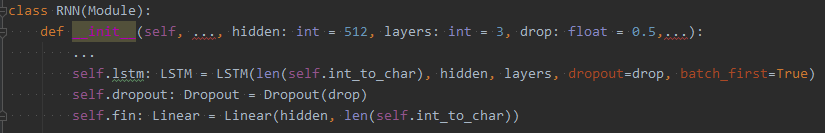 class RNN(Module):
def __init__(self, ..., hidden: int = 512, layers: int = 3, drop: float = 0.5,...):
...
self.lstm: LSTM = LSTM(len(self.int_to_char), hidden, layers, dropout=drop, batch_first=True)
self.dropout: Dropout = Dropout(drop)
self.fin: Linear = Linear(hidden, len(self.int_to_char))